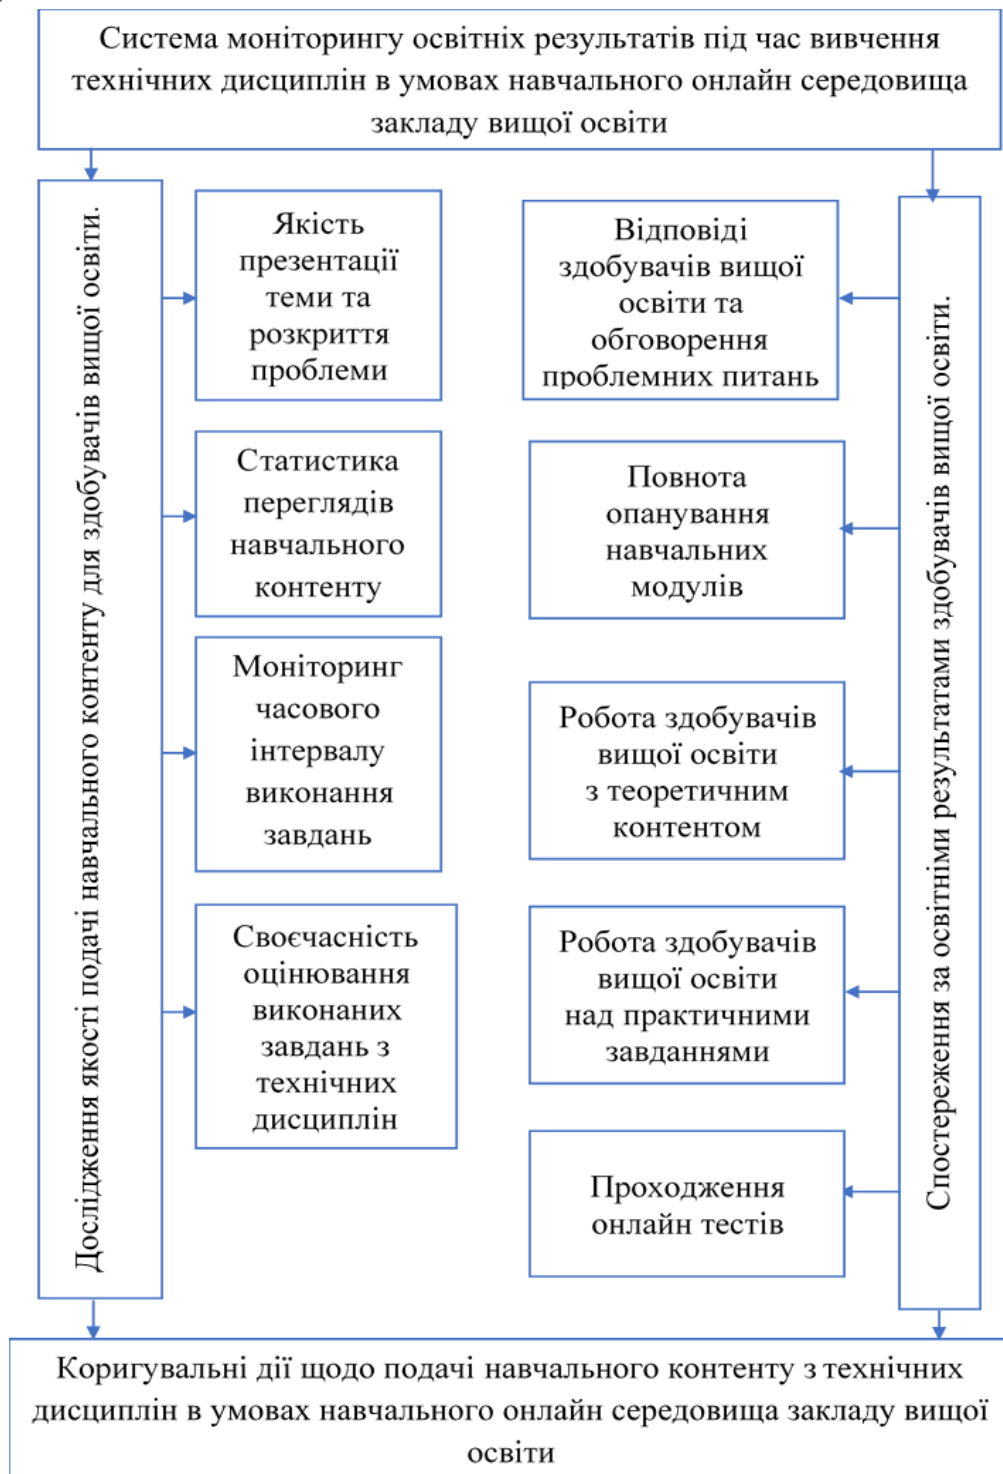 Система моніторингу освітніх результатів під час вивчення
технічних дисциплін в умовах навчального онлайн середовища
закладу вищої освіти
Дослідження якості подачі навчального контенту для здобувачів вищої освіти.
Якість
презентації
теми та
розкриття
проблеми
Статистика
переглядів
навчального
контенту
Моніторинг
часового
інтервалу
виконання
завдань
Своєчасність
оцінювання
виконаних
завдань з
технічних
дисциплін
Відповіді
здобувачів вищої
освіти та
обговорення
проблемних питань
Повнота
опанування
навчальних
модулів
Робота здобувачів
вищої освіти
з теоретичним
контентом
Робота здобувачів
вищої освіти
над практичними
завданнями
Проходження
онлайн тестів
Спостереження за освітніми результатами здобувачів вищої освіти.
Коригувальні дії щодо подачі навчального контенту з технічних
дисциплін в умовах навчального онлайн середовища закладу вищої
освіти